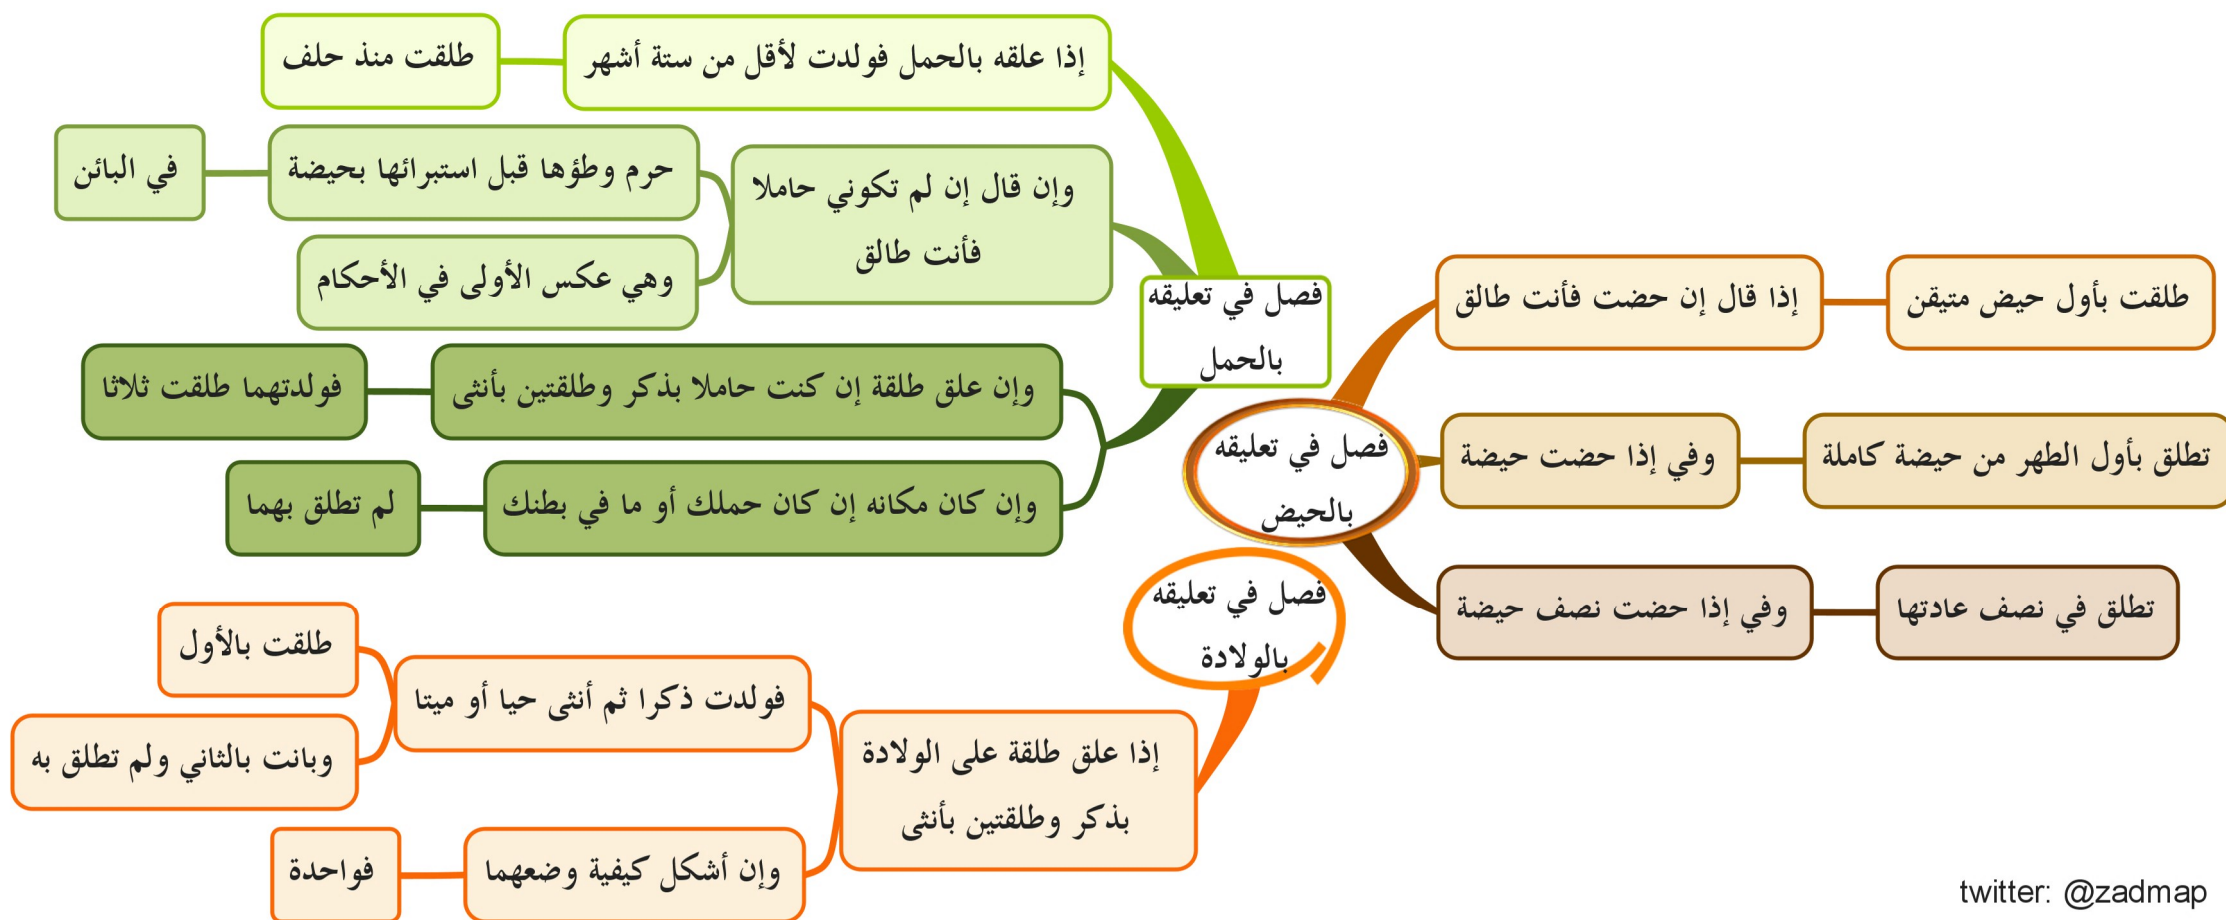 فصل في تعليقه
بالحيض
إذا قال إن حضت فأنت طالق
طلقت بأول حيض متيقن
وفي إذا حضت حيضة
تطلق بأول الطهر من حيضة كاملة
وفي إذا حضت نصف حيضة
تطلق في نصف عادتها
فصل في تعليقه
بالحمل
إذا علقه بالحمل فولدت لأقل من ستة أشهر
طلقت منذ حلف
وإن قال إن لم تكوني حاملا
فأنت طالق
حرم وطؤها قبل استبرائها بحيضة
في البائن
وهي عكس الأولى في الأحكام
وإن علق طلقة إن كنت حاملا بذكر وطلقتين بأنثى
فولدتهما طلقت ثلاثا
وإن كان مكانه إن كان حملك أو ما في بطنك
لم تطلق بهما
فصل في تعليقه
بالولادة
إذا علق طلقة على الولادة
بذكر وطلقتين بأنثى
فولدت ذكرا ثم أنثى حيا أو ميتا
طلقت بالأول
وبانت بالثاني ولم تطلق به
وإن أشكل كيفية وضعهما
فواحدة
twitter: @zadmap